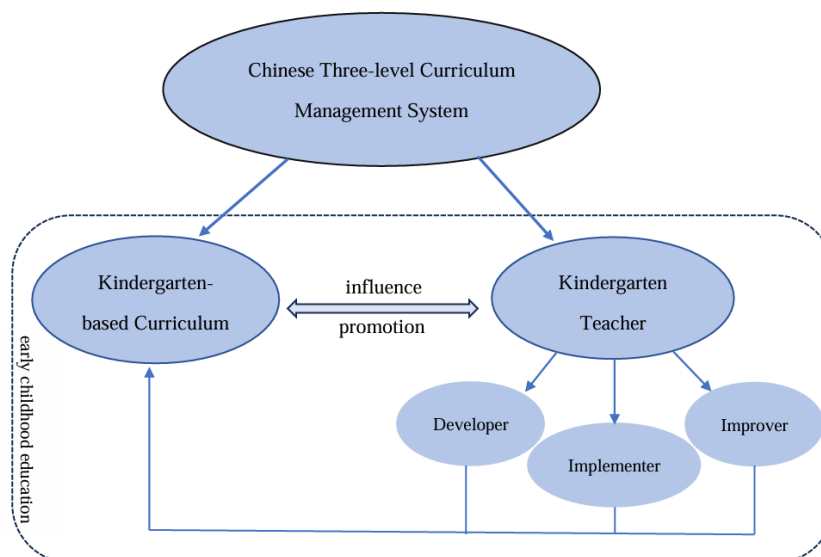 Chinese Three-level Curriculum
Management System
Kindergarten-
based Curriculum
influence
promotion
Kindergarten
Teacher
early childhood education
Developer
Implementer
Improver